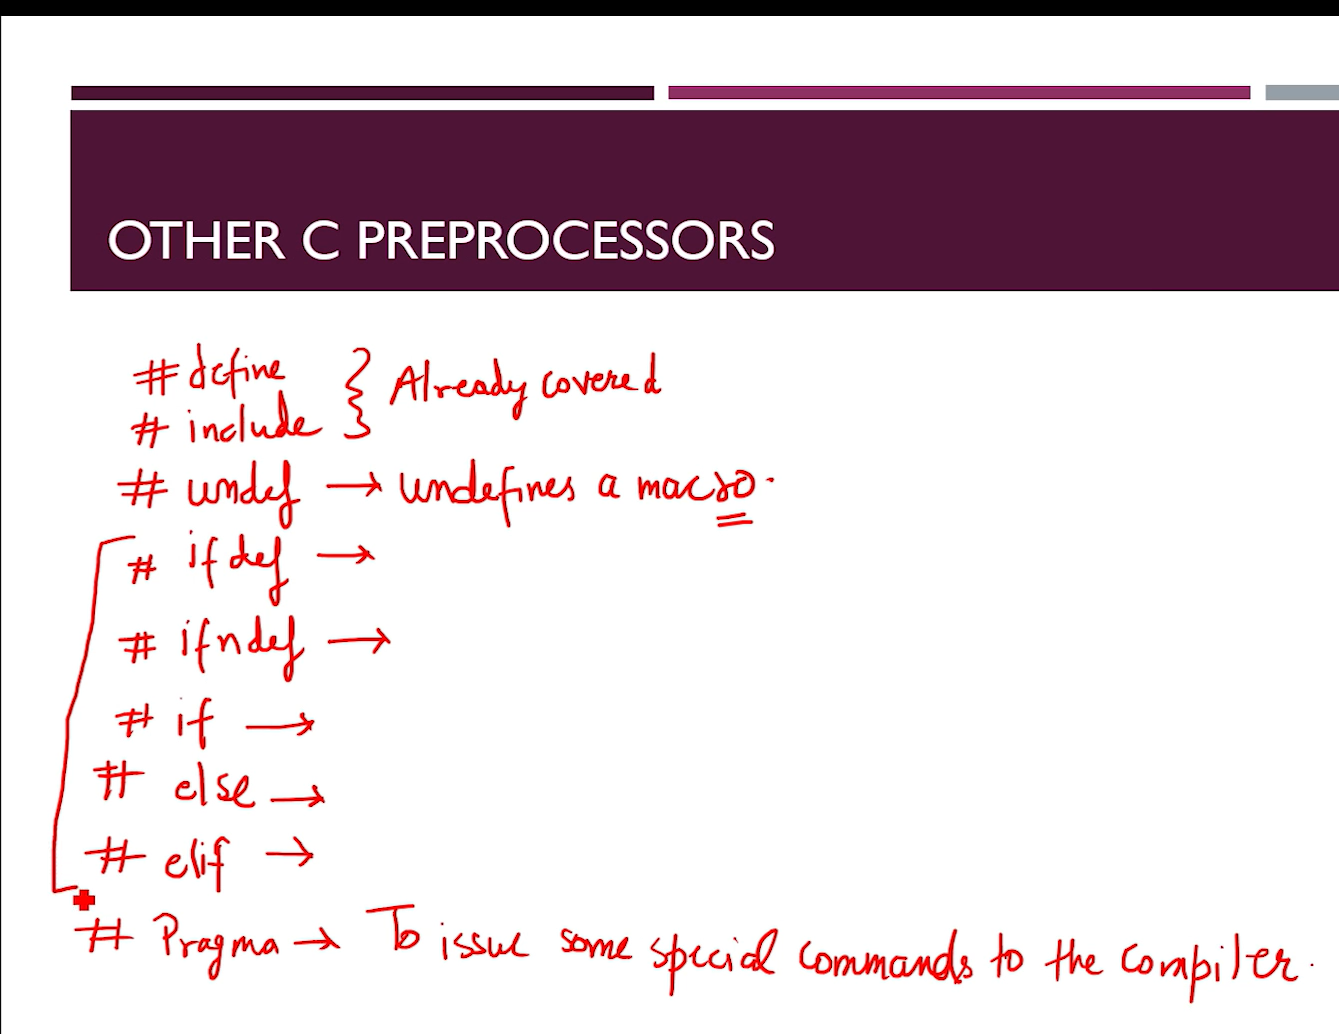 OTHER C PREPROCESSORS
# define } Already covered
# include
# undef → undefines a macro.
# ifdef →
# ifndef →
# if →
# else →
# elif →
# Pragma → To issue some special commands to the compiler.